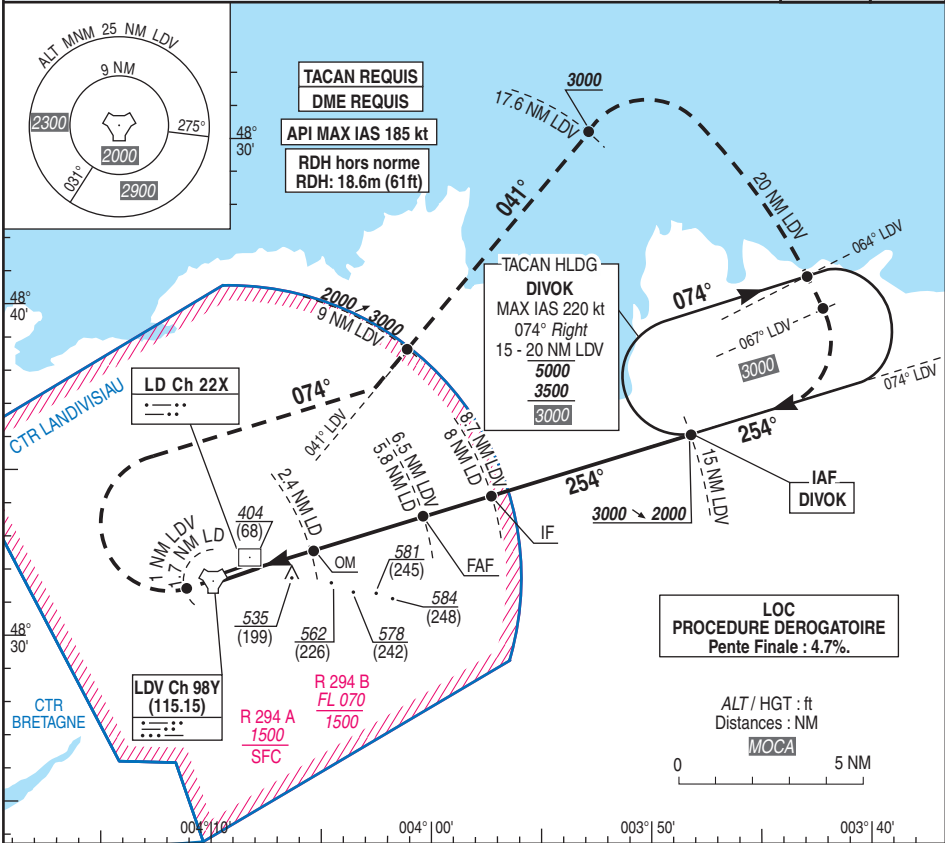 ALT MNM 25 NM LDV
9 NM
2300
275°
2000
031°
2900
48°
30'
TACAN REQUIS
DME REQUIS
API MAX IAS 185 kt
RDH hors norme
RDH: 18.6m (61ft)
3000
17.6 NM LDV
041°
20 NM LDV
064° LDV
TACAN HLDG
DIVOK
MAX IAS 220 kt
074° Right
15 - 20 NM LDV
5000
3500
3000
074°
067° LDV
3000
074° LDV
254°
48°
40'
2000 ➘ 3000
9 NM LDV
CTR LANDIVISIAU
LD Ch 22X
074°
041° LDV
8.7 NM LDV
8 NM LD
6.5 NM LDV
5.8 NM LD
2.4 NM LD
254°
15 NM LDV
IAF
DIVOK
3000 ➘ 2000
IF
FAF
OM
404
(68)
1 NM LDV
1.7 NM LD
581
(245)
584
(248)
535
(199)
562
(226)
578
(242)
48°
30'
LOC
PROCEDURE DEROGATOIRE
Pente Finale : 4.7%.
LDV Ch 98Y
(115.15)
CTR
BRETAGNE
R 294 A
1500
SFC
R 294 B
FL 070
1500
ALT / HGT : ft
Distances : NM
MOCA
0
5 NM
004°10'
004°00'
003°50'
003°40'